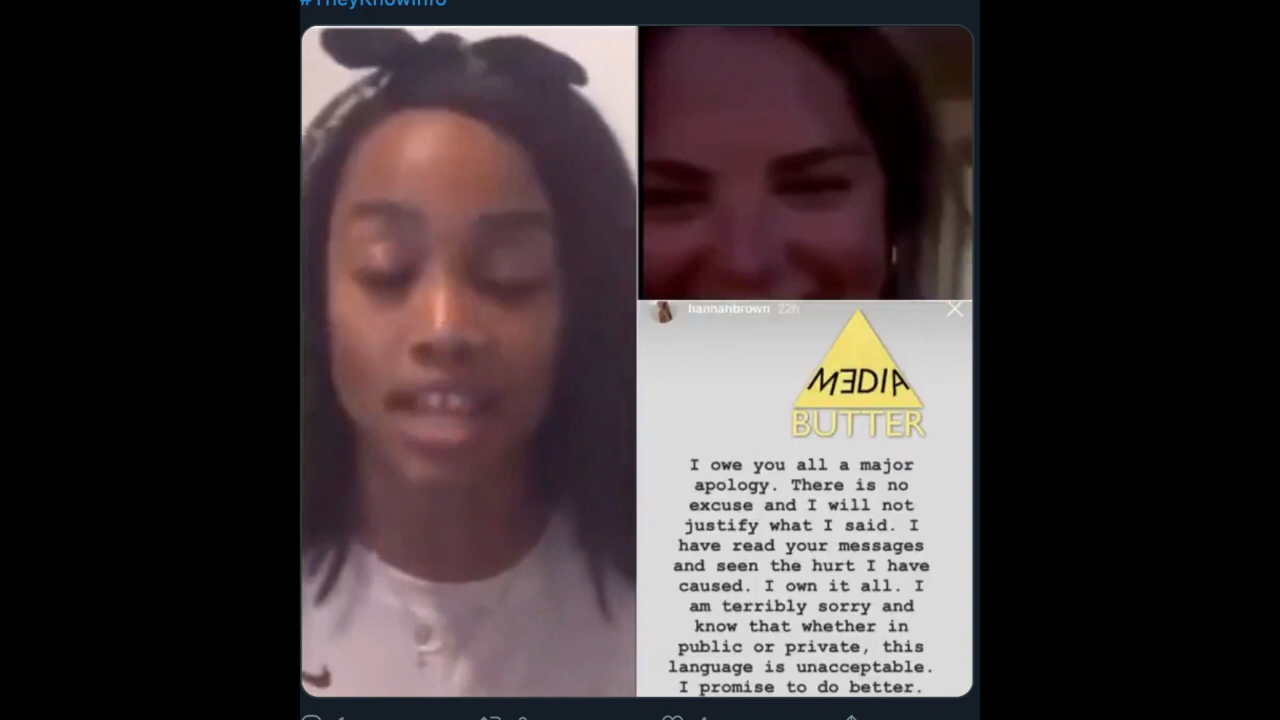 #TheyKnowInfo
hannahbrown 22h
MƎDIA
BUTTER
I owe you all a major
apology. There is no
excuse and I will not
justify what I said. I
have read your messages
and seen the hurt I have
caused. I own it all. I
am terribly sorry and
know that whether in
public or private, this
language is unacceptable.
I promise to do better.